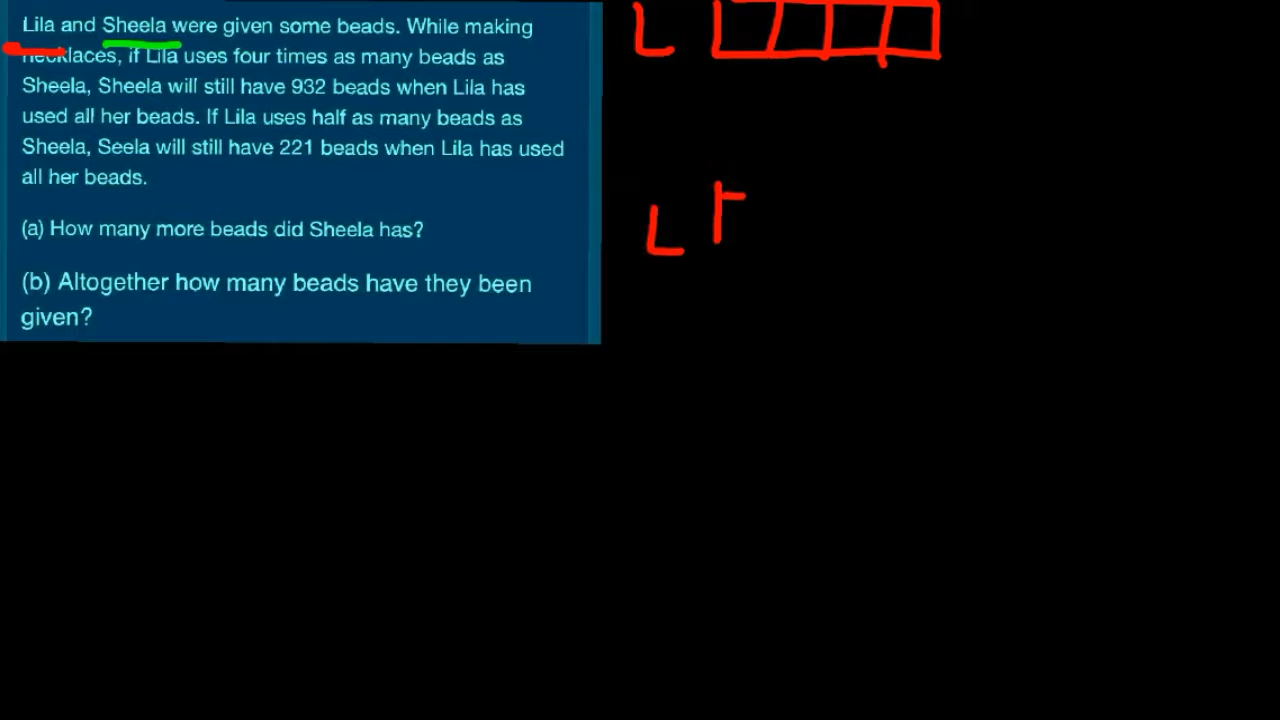 Lila and Sheela were given some beads. While making
necklaces, if Lila uses four times as many beads as
Sheela, Sheela will still have 932 beads when Lila has
used all her beads. If Lila uses half as many beads as
Sheela, Seela will still have 221 beads when Lila has used
all her beads.
(a) How many more beads did Sheela has?
(b) Altogether how many beads have they been
given?
L
L